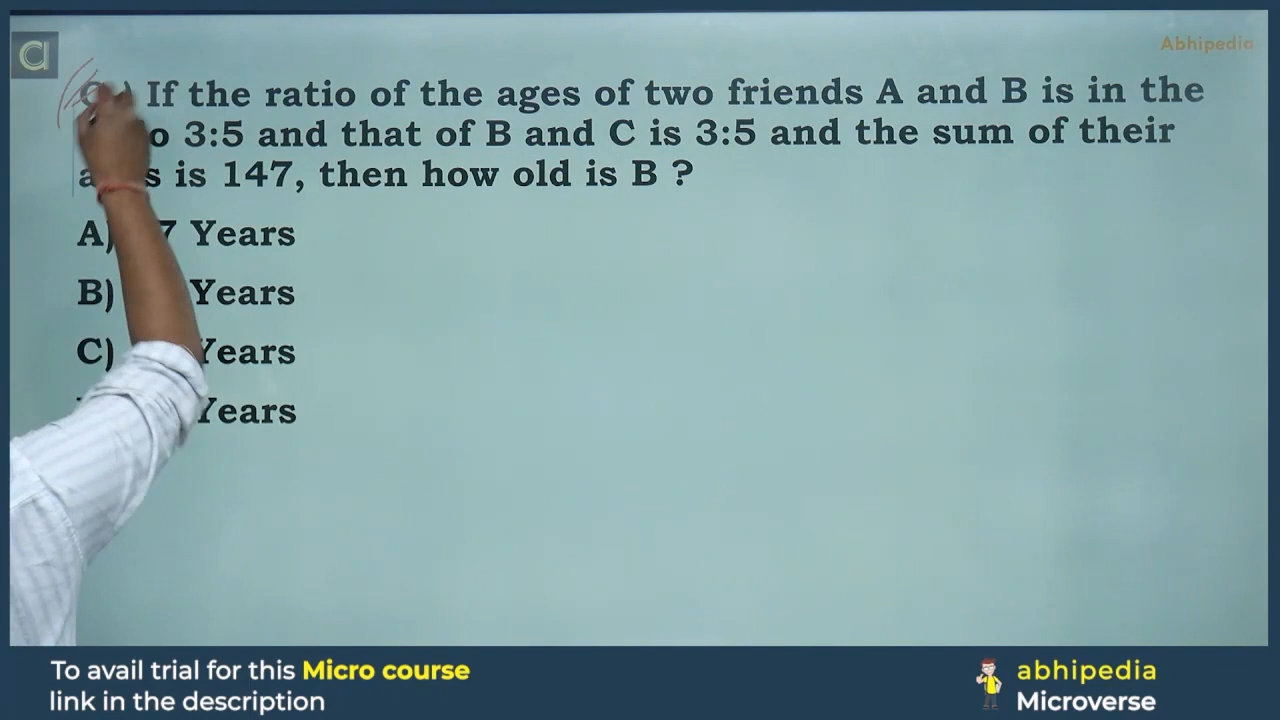 a
Abhipedia
If the ratio of the ages of two friends A and B is in the
3:5 and that of B and C is 3:5 and the sum of their
is 147, then how old is B ?
A) Years
B) Years
C) Years
Years
To avail trial for this Micro course
link in the description
abhipedia
Microverse